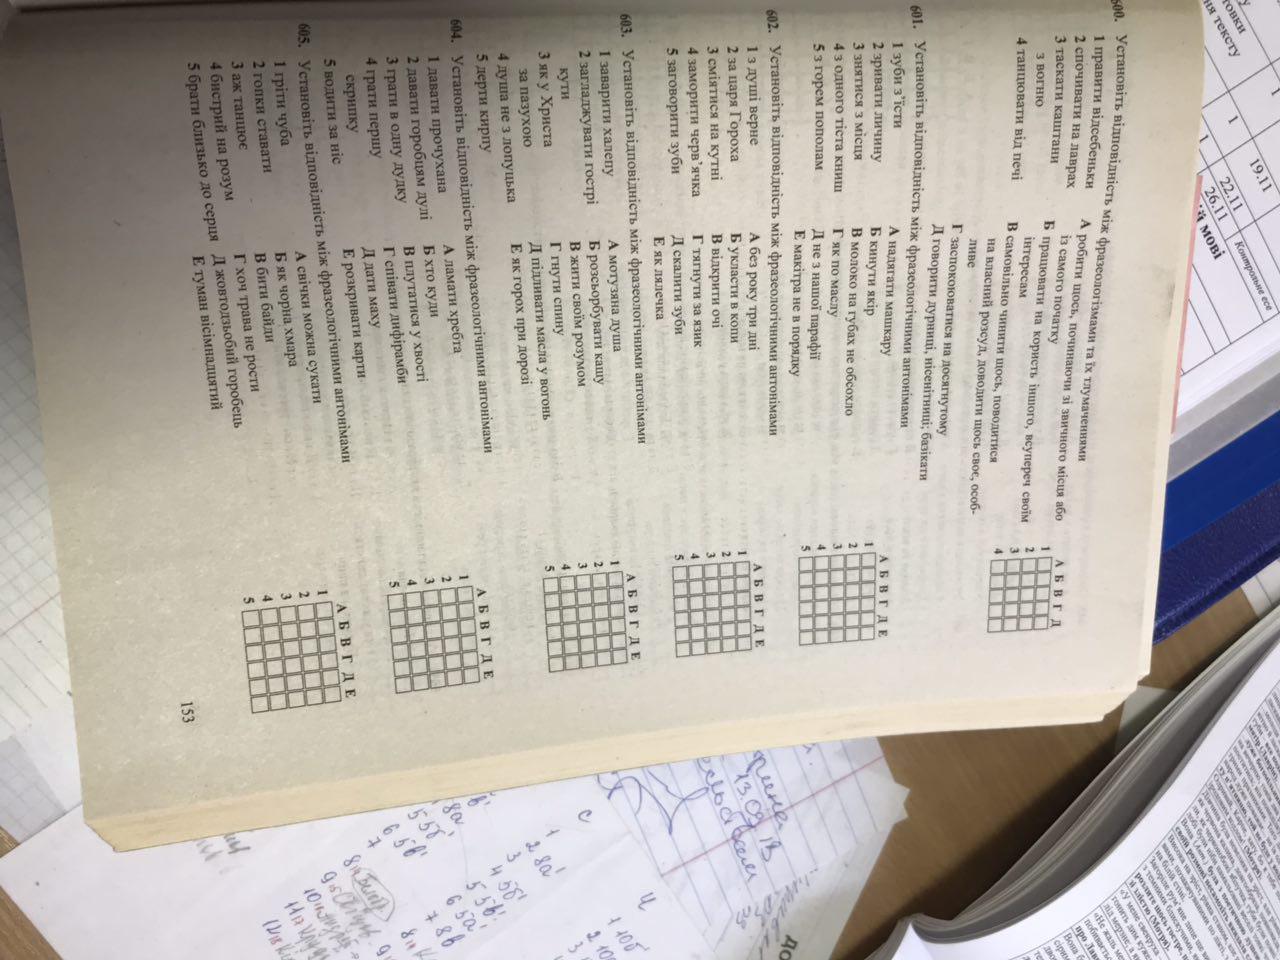 19.11
22.11
26.11
Контрольне есе
ня тексту
й мові
600. Установіть відповідність між фразеологізмами та їх тлумаченнями
1 правити відсебеньки
2 спочивати на лаврах
3 таскати каштани
з вогню
4 танцювати від печі
А робити щось, починаючи зі звичного місця або
із самого початку
Б працювати на користь іншого, всупереч своїм
інтересам
В самовільно чинити щось, поводитися
на власний розсуд, доводити щось своє, особ-
ливе
Г заспокоюватися на досягнутому
Д говорити дурниці, нісенітниці; базікати
А Б В Г Д
1
2
3
4
601. Установіть відповідність між фразеологічними антонімами
1 зуби з’їсти
2 зривати личину
3 знятися з місця
4 з одного тіста книш
5 з горем пополам
А надягати машкару
Б кинути якір
В молоко на губах не обсохло
Г як по маслу
Д не з нашої парафії
Е макітра не в порядку
А Б В Г Д Е
1
2
3
4
5
602. Установіть відповідність між фразеологічними антонімами
1 з душі верне
2 за царя Гороха
3 сміятися на кутні
4 заморити черв’ячка
5 заговорити зуби
А без року три дні
Б укласти в копи
В відкрити очі
Г тягнути за язик
Д скалити зуби
Е як лялечка
А Б В Г Д Е
1
2
3
4
5
603. Установіть відповідність між фразеологічними антонімами
1 заварити халепу
2 загладжувати гострі
кути
3 як у Христа
за пазухою
4 душа не з лопуцька
5 дерти кирпу
А мотузяна душа
Б розсьорбувати кашу
В жити своїм розумом
Г гнути спину
Д підливати масла у вогонь
Е як горох при дорозі
А Б В Г Д Е
1
2
3
4
5
604. Установіть відповідність між фразеологічними антонімами
1 давати прочухана
2 давати горобцям дулі
3 грати в одну дудку
4 грати першу
скрипку
5 водити за ніс
А ламати хребта
Б хто куди
В плутатися у хвості
Г співати дифірамби
Д дати маху
Е розкривати карти
А Б В Г Д Е
1
2
3
4
5
605. Установіть відповідність між фразеологічними антонімами
1 гріти чуба
2 гопки ставати
3 аж танцює
4 бистрий на розум
5 брати близько до серця
А свічки можна сукати
Б як чорна хмара
В бити байди
Г хоч трава не рости
Д жовтодзьобий горобець
Е туман вісімнадцятий
А Б В Г Д Е
1
2
3
4
5
153